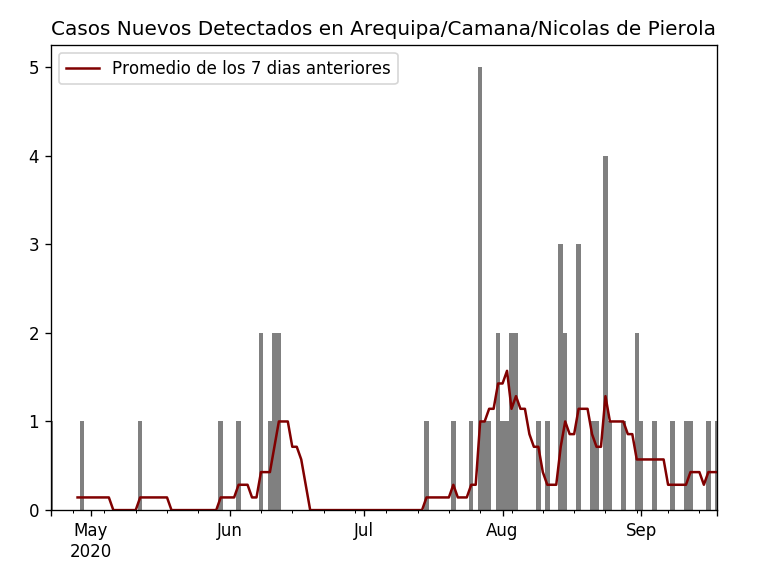 Casos Nuevos Detectados en Arequipa/Camana/Nicolas de Pierola
Promedio de los 7 dias anteriores
5
4
3
2
1
0
May Jun Jul Aug Sep
2020